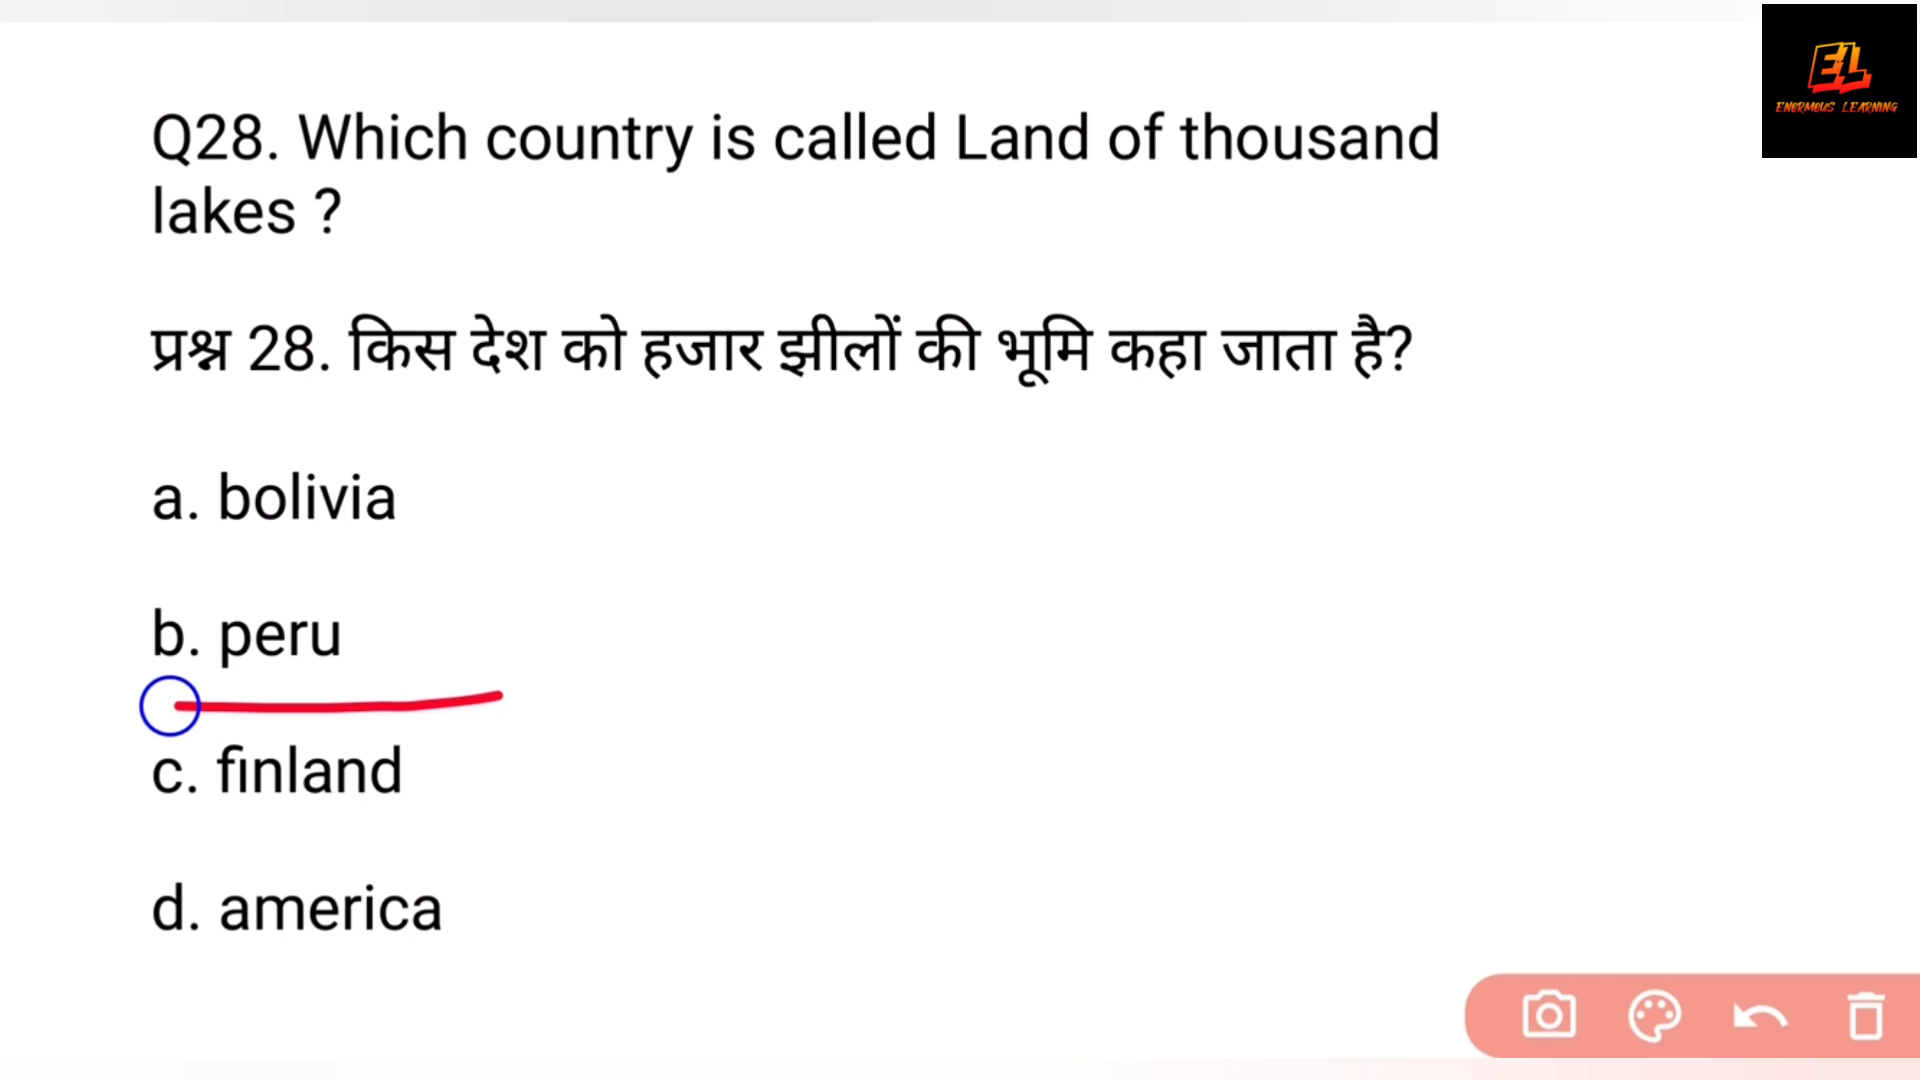 EL
ENORMOUS LEARNING
Q28. Which country is called Land of thousand
lakes ?
प्रश्न 28. किस देश को हजार झीलों की भूमि कहा जाता है?
a. bolivia
b. peru
c. finland
d. america